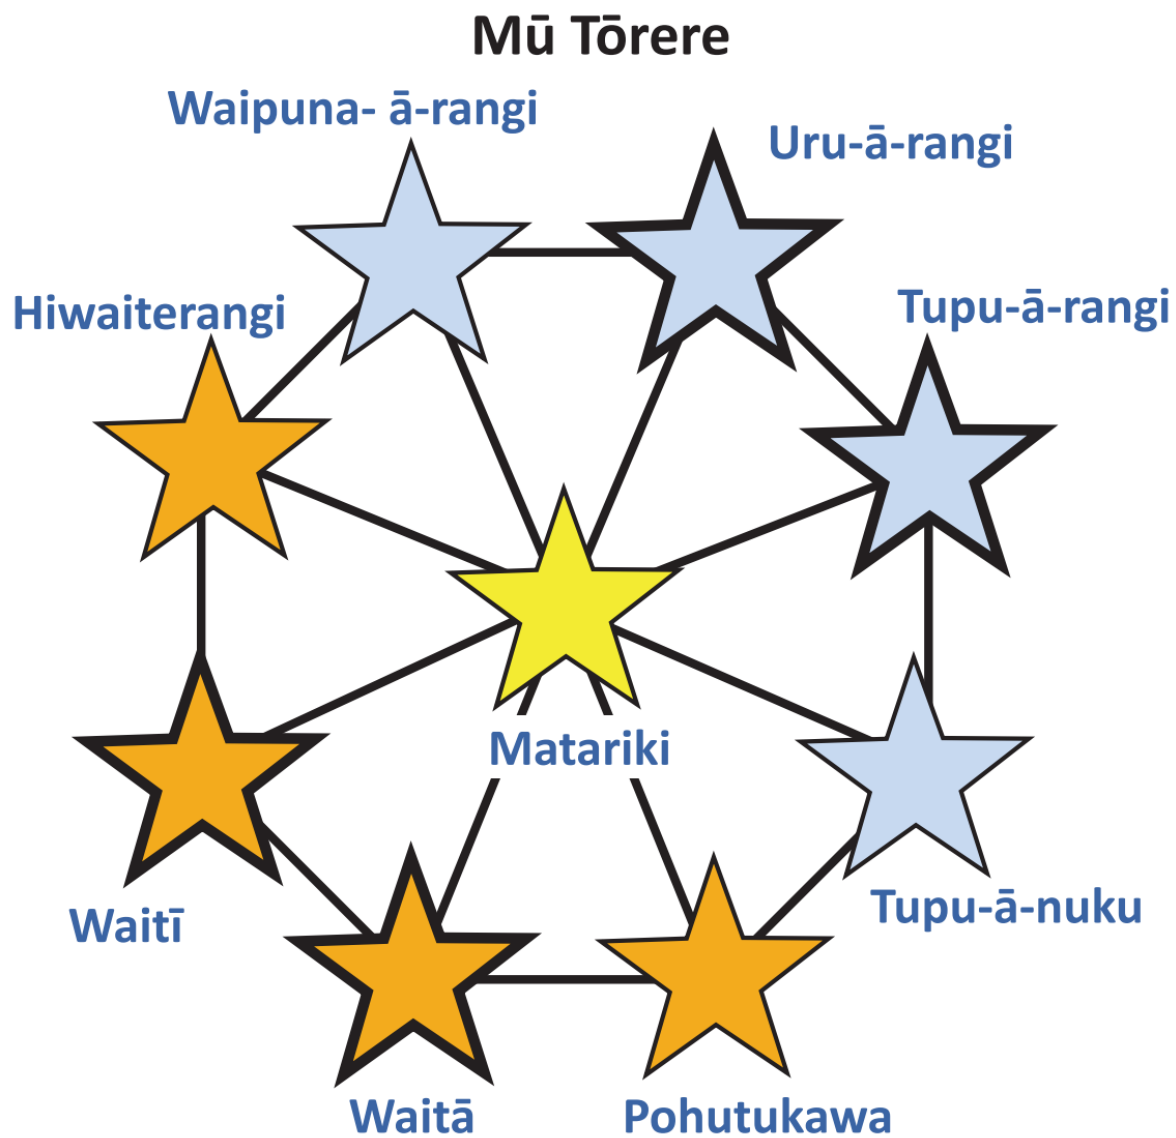 Mū Tōrere
Waipuna- ā-rangi
Uru-ā-rangi
Tupu-ā-rangi
Hiwaiterangi
Matariki
Tupu-ā-nuku
Waitī
Waitā
Pohutukawa